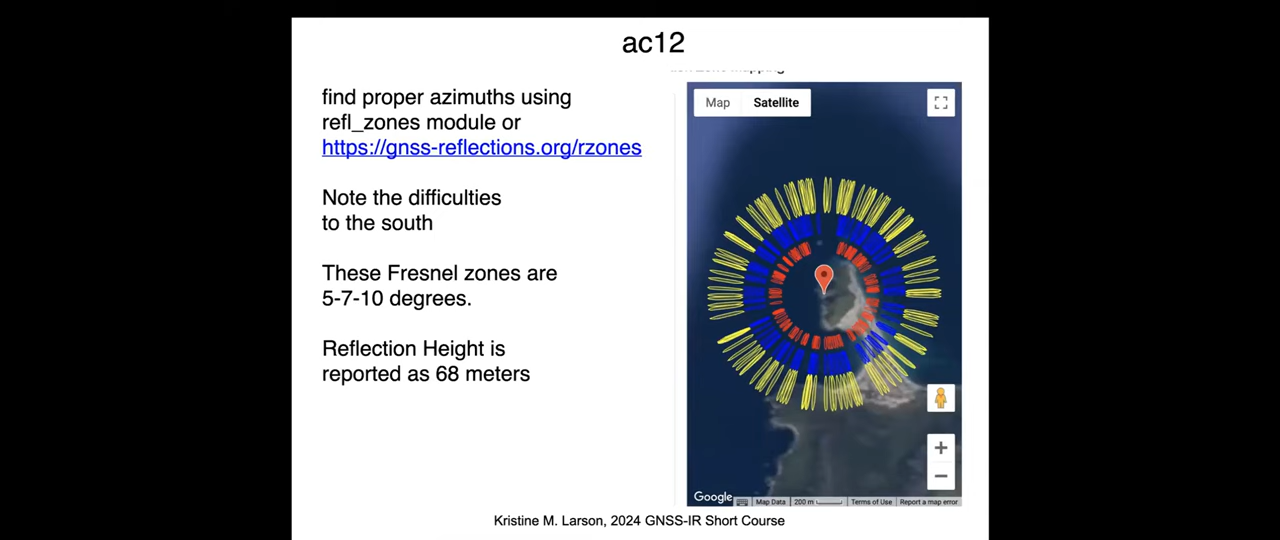 ac12
find proper azimuths using
refl_zones module or
https://gnss-reflections.org/rzones
Note the difficulties
to the south
These Fresnel zones are
5-7-10 degrees.
Reflection Height is
reported as 68 meters
Map Satellite
Google
Map Data 200 m Terms of Use Report a map error
Kristine M. Larson, 2024 GNSS-IR Short Course